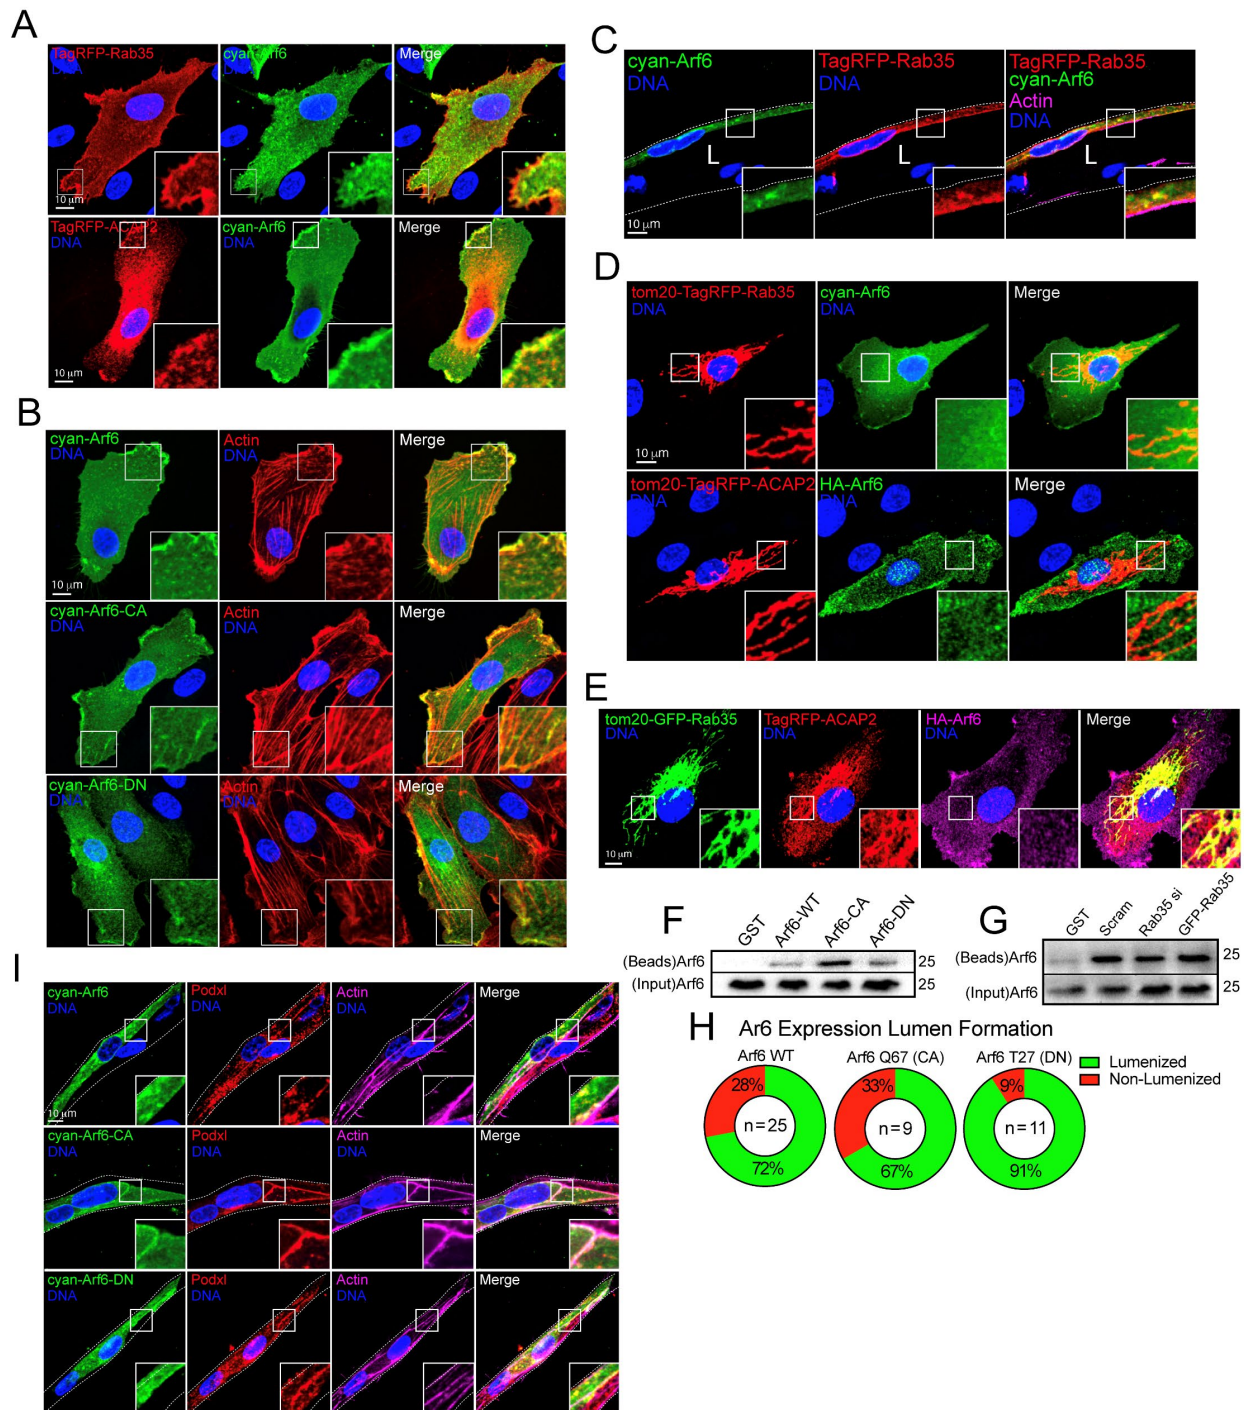 A
TagRFP-Rab35
DNA
cyan-Arf6
DNA
Merge
10 µm
TagRFP-ACAP2
DNA
cyan-Arf6
DNA
Merge
10 µm
B
cyan-Arf6
DNA
Actin
DNA
Merge
10 µm
cyan-Arf6-CA
DNA
Actin
DNA
Merge
cyan-Arf6-DN
DNA
Actin
DNA
Merge
C
cyan-Arf6
DNA
L
10 µm
TagRFP-Rab35
DNA
L
TagRFP-Rab35
cyan-Arf6
Actin
DNA
L
D
tom20-TagRFP-Rab35
DNA
cyan-Arf6
DNA
Merge
10 µm
tom20-TagRFP-ACAP2
DNA
HA-Arf6
DNA
Merge
E
tom20-GFP-Rab35
DNA
TagRFP-ACAP2
DNA
HA-Arf6
DNA
Merge
10 µm
F
GST
Arf6-WT
Arf6-CA
Arf6-DN
(Beads)Arf6 25
(Input)Arf6 25
G
GST
Scram
Rab35 si
GFP-Rab35
(Beads)Arf6 25
(Input)Arf6 25
H
Ar6 Expression Lumen Formation
Arf6 WT
28%
n=25
72%
Arf6 Q67 (CA)
33%
n=9
67%
Arf6 T27 (DN)
9%
n=11
91%
Lumenized
Non-Lumenized
I
cyan-Arf6
DNA
Podxl
DNA
Actin
DNA
Merge
10 µm
cyan-Arf6-CA
DNA
Podxl
DNA
Actin
DNA
Merge
cyan-Arf6-DN
DNA
Podxl
DNA
Actin
DNA
Merge